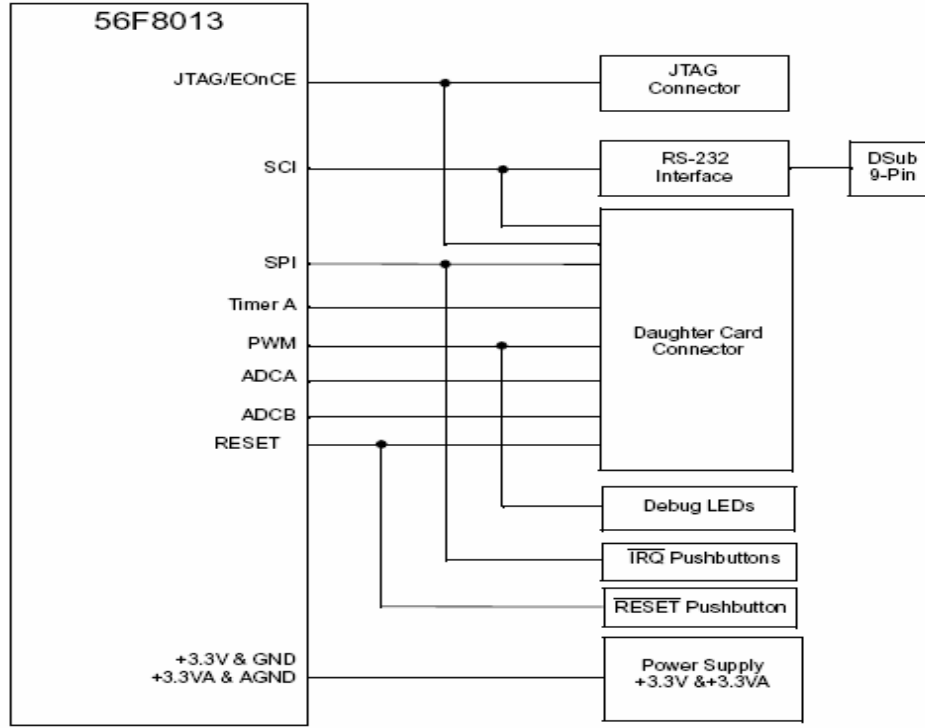 56F8013
JTAG/EOnCE
JTAG
Connector
SCI
RS-232
Interface
DSub
9-Pin
SPI
Timer A
PWM
Daughter Card
Connector
ADCA
ADCB
RESET
Debug LEDs
IRQ Pushbuttons
RESET Pushbutton
+3.3V & GND
+3.3VA & AGND
Power Supply
+3.3V &+3.3VA